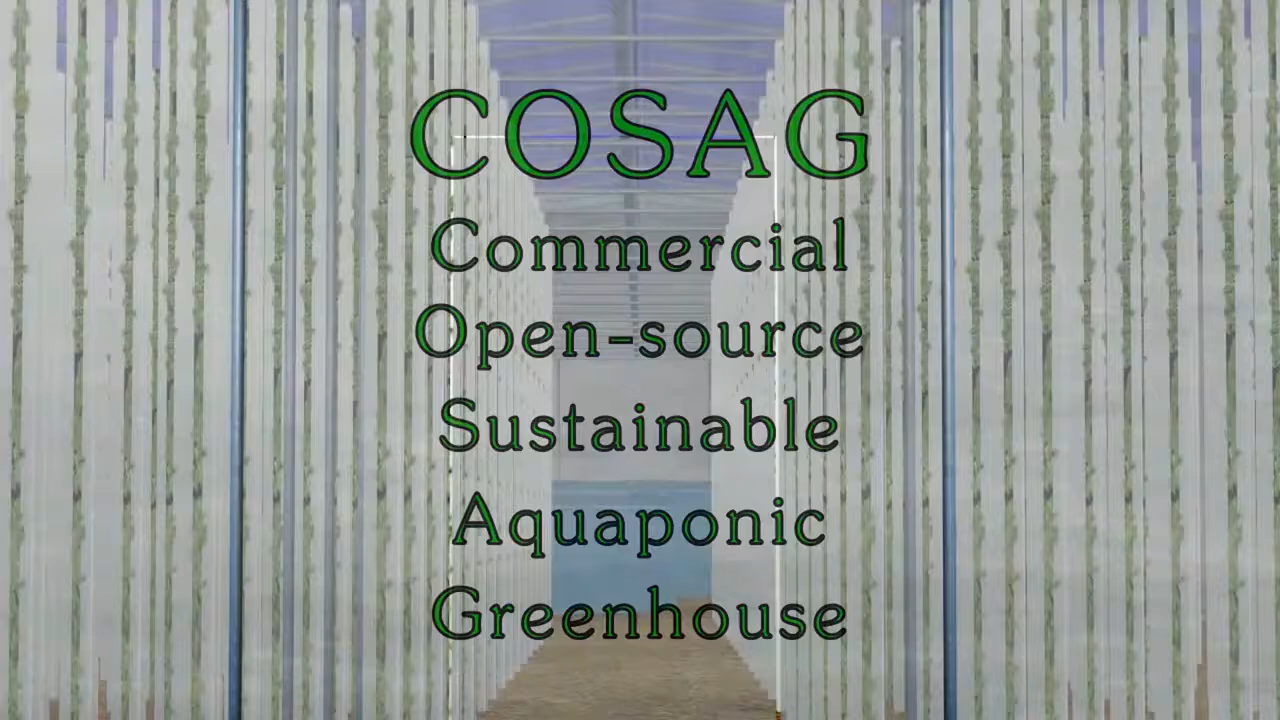 COSAG
Commercial
Open-source
Sustainable
Aquaponic
Greenhouse